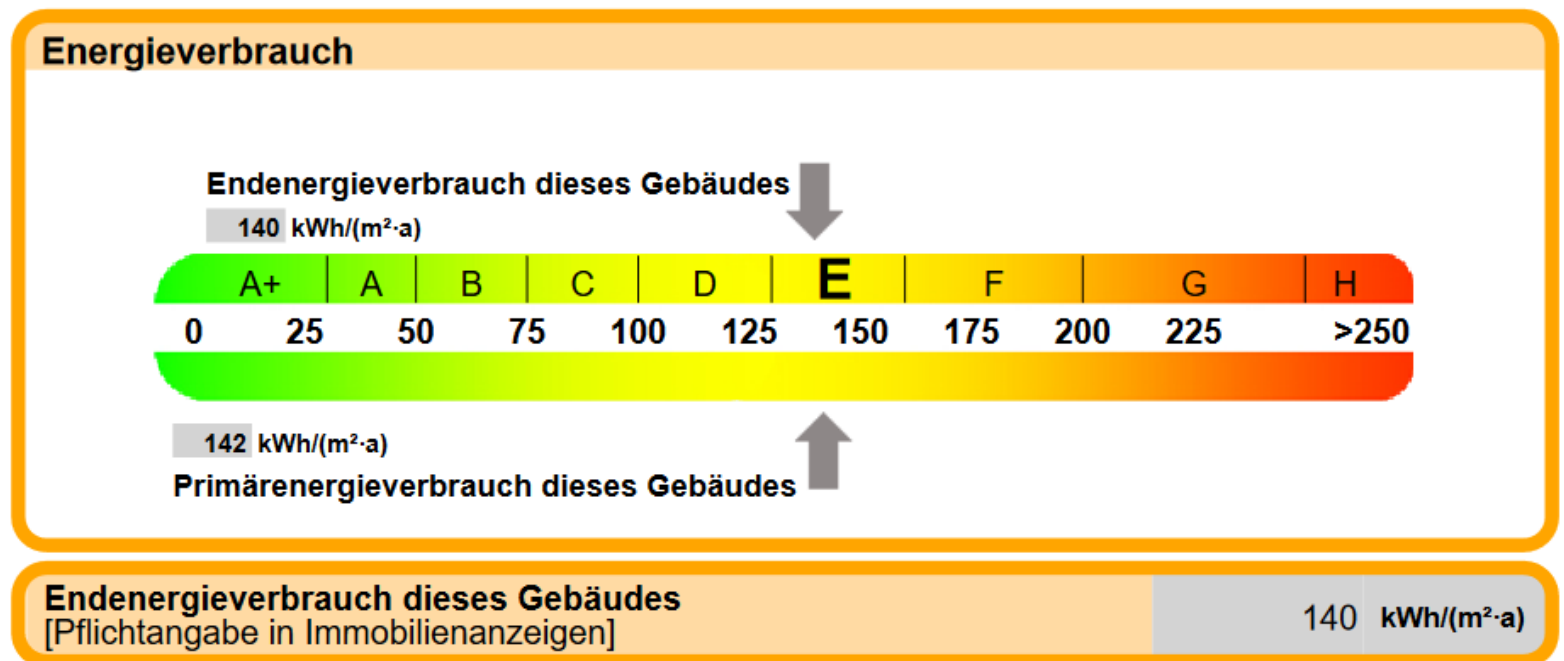 Energieverbrauch
Endenergieverbrauch dieses Gebäudes
140 kWh/(m²·a)
A+ A B C D E F G H
0 25 50 75 100 125 150 175 200 225 >250
142 kWh/(m²·a)
Primärenergieverbrauch dieses Gebäudes
Endenergieverbrauch dieses Gebäudes
[Pflichtangabe in Immobilienanzeigen]
140 kWh/(m²·a)